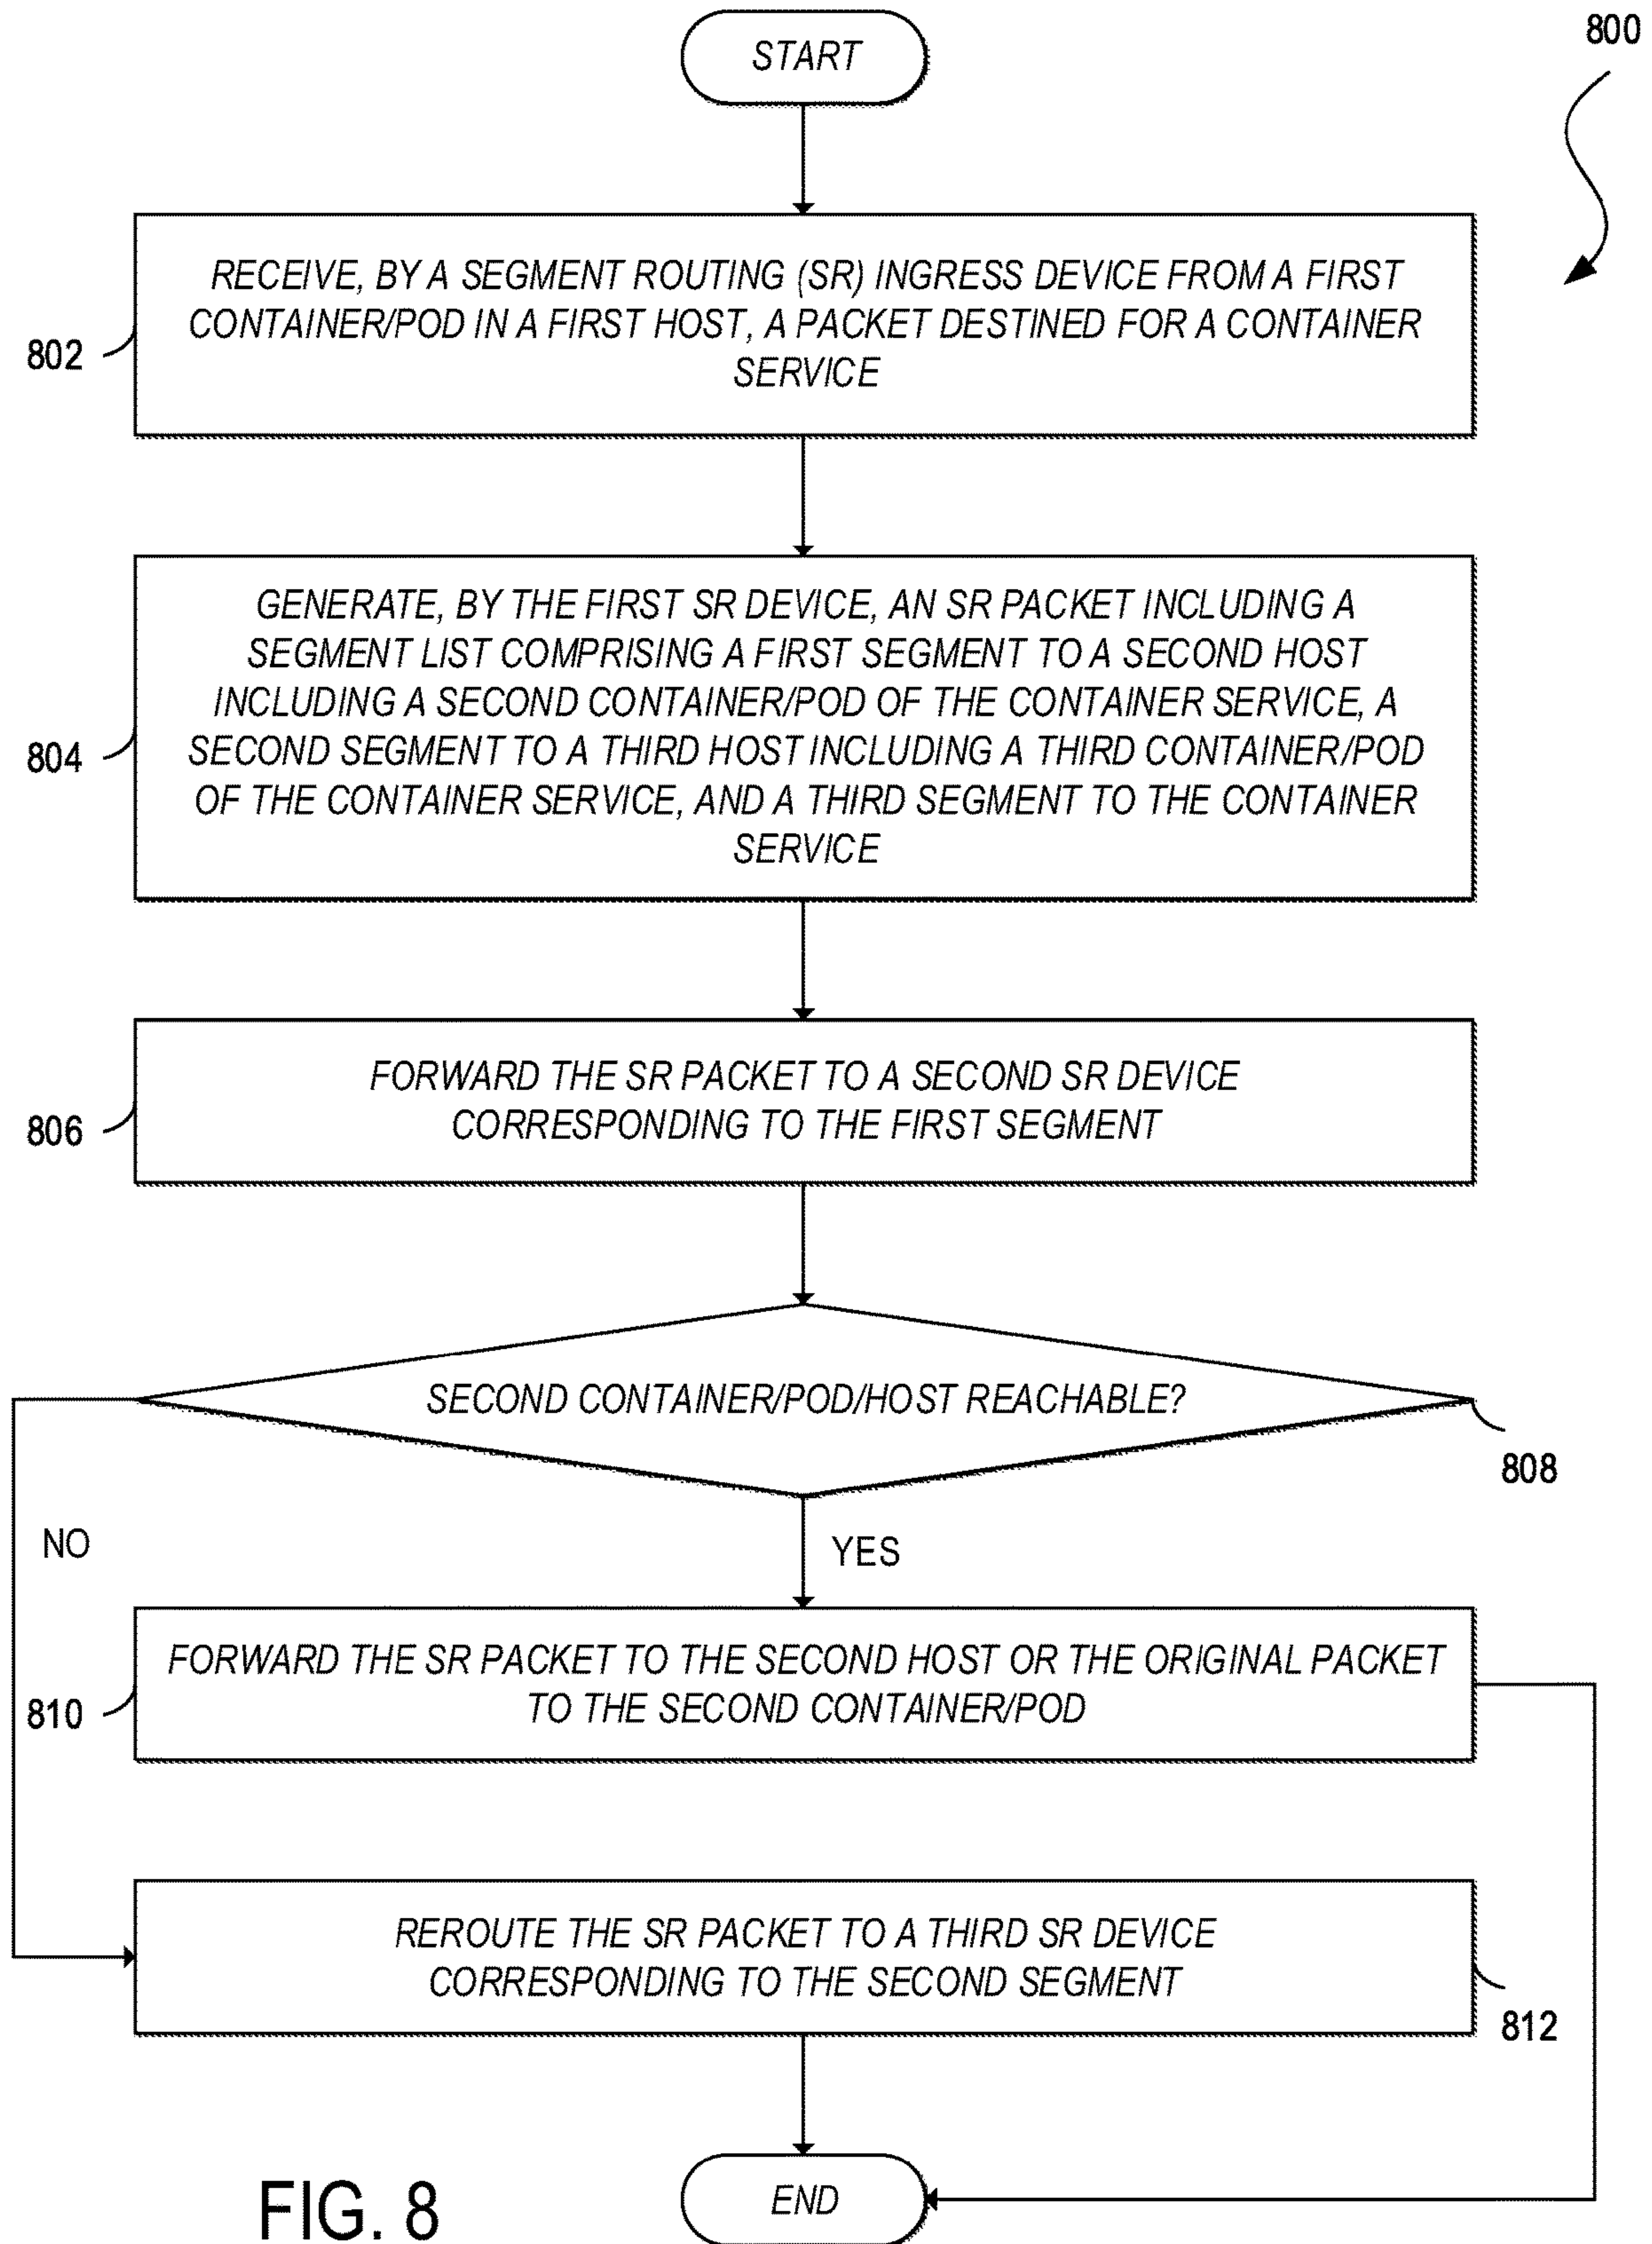 START
800
RECEIVE, BY A SEGMENT ROUTING (SR) INGRESS DEVICE FROM A FIRST
CONTAINER/POD IN A FIRST HOST, A PACKET DESTINED FOR A CONTAINER
SERVICE
802
GENERATE, BY THE FIRST SR DEVICE, AN SR PACKET INCLUDING A
SEGMENT LIST COMPRISING A FIRST SEGMENT TO A SECOND HOST
INCLUDING A SECOND CONTAINER/POD OF THE CONTAINER SERVICE, A
SECOND SEGMENT TO A THIRD HOST INCLUDING A THIRD CONTAINER/POD
OF THE CONTAINER SERVICE, AND A THIRD SEGMENT TO THE CONTAINER
SERVICE
804
FORWARD THE SR PACKET TO A SECOND SR DEVICE
CORRESPONDING TO THE FIRST SEGMENT
806
SECOND CONTAINER/POD/HOST REACHABLE?
808
NO
YES
FORWARD THE SR PACKET TO THE SECOND HOST OR THE ORIGINAL PACKET
TO THE SECOND CONTAINER/POD
810
REROUTE THE SR PACKET TO A THIRD SR DEVICE
CORRESPONDING TO THE SECOND SEGMENT
812
END
FIG. 8